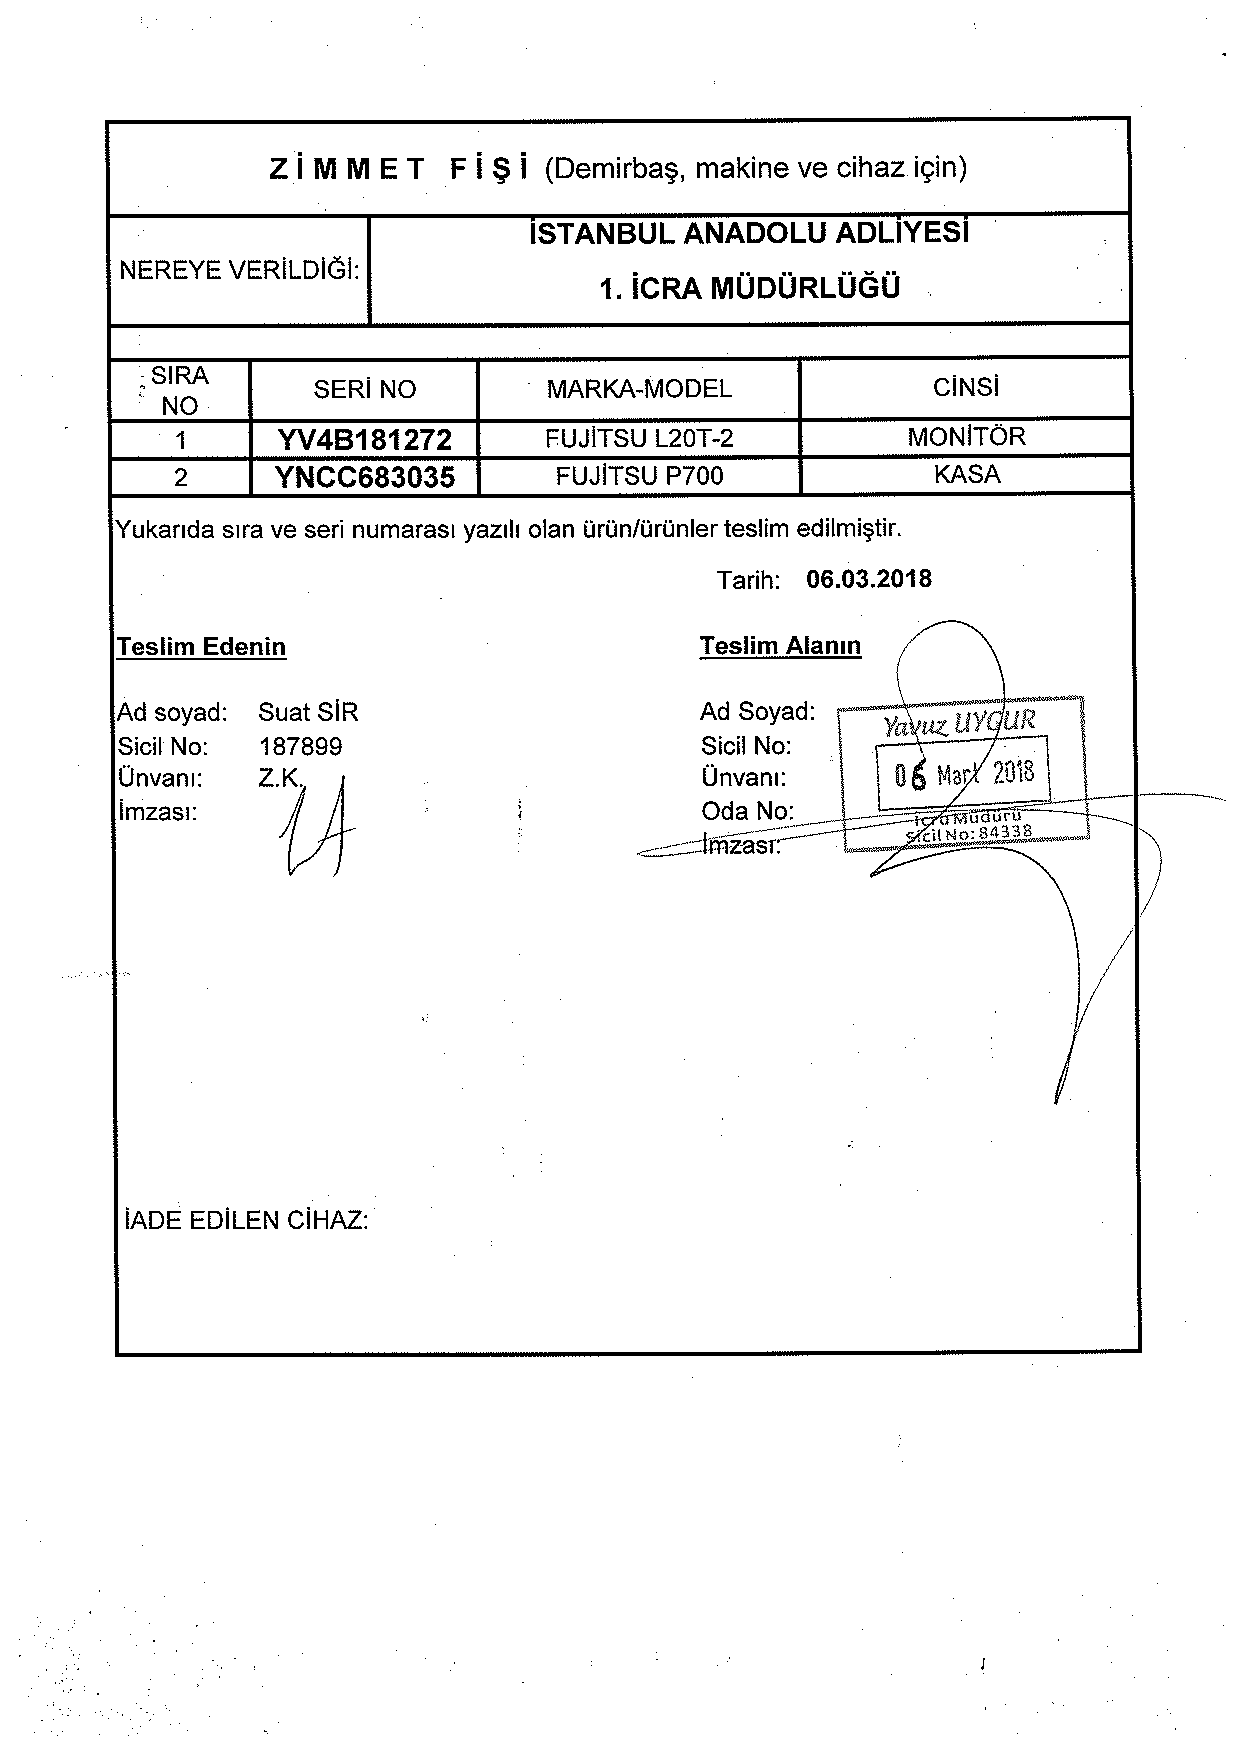 ZİMMET FİŞİ (Demirbaş, makine ve cihaz için)
NEREYE VERİLDİĞİ:
İSTANBUL ANADOLU ADLİYESİ
1. İCRA MÜDÜRLÜĞÜ
SIRA NO SERİ NO MARKA-MODEL CİNSİ
1 YV4B181272 FUJİTSU L20T-2 MONİTÖR
2 YNCC683035 FUJİTSU P700 KASA
Yukarıda sıra ve seri numarası yazılı olan ürün/ürünler teslim edilmiştir.
Tarih: 06.03.2018
Teslim Edenin
Ad soyad: Suat SİR
Sicil No: 187899
Ünvanı: Z.K.
İmzası:
Teslim Alanın
Ad Soyad:
Sicil No:
Ünvanı:
Oda No:
İmzası:
Yavuz UYGUR
06 Mart 2018
İcra Müdürü
Sicil No: 84338
İADE EDİLEN CİHAZ: